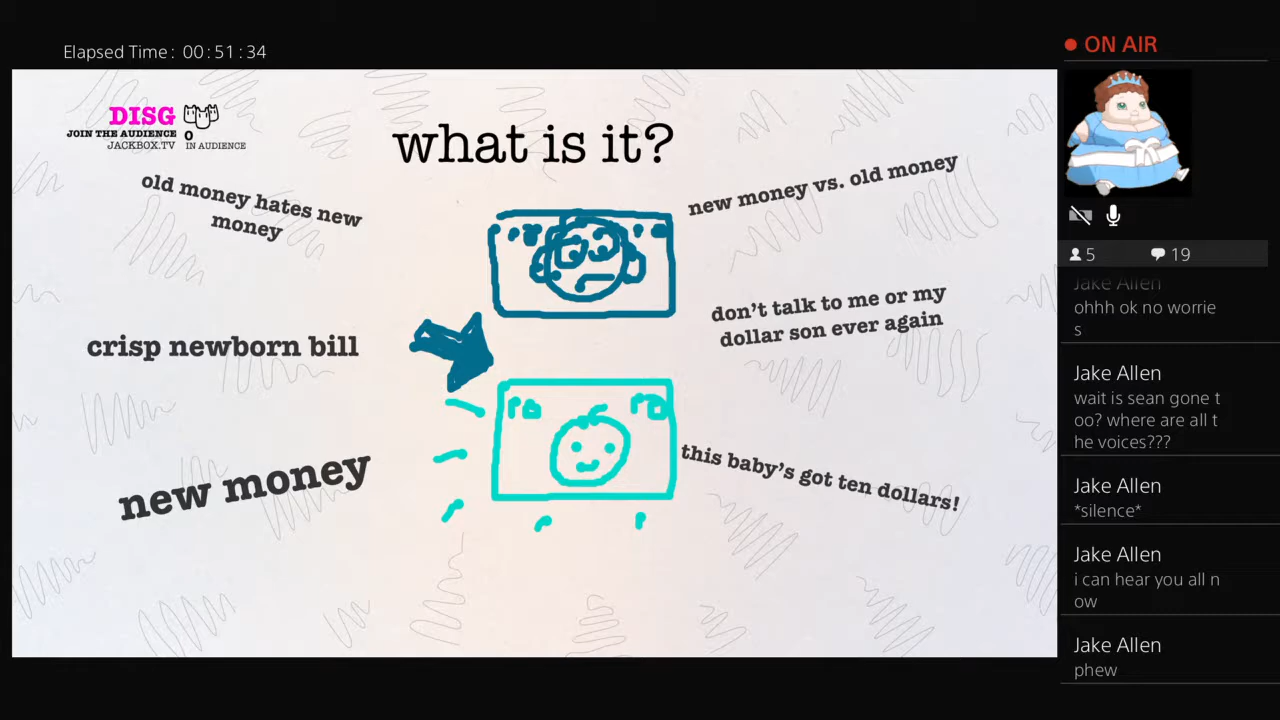 Elapsed Time: 00:51:34
ON AIR
DISG
JOIN THE AUDIENCE
JACKBOX.TV
0
IN AUDIENCE
what is it?
old money hates new
money
new money vs. old money
crisp newborn bill
don't talk to me or my
dollar son ever again
new money
this baby's got ten dollars!
10 10
5
19
Jake Allen
ohhh ok no worrie
s
Jake Allen
wait is sean gone t
oo? where are all t
he voices???
Jake Allen
*silence*
Jake Allen
i can hear you all n
ow
Jake Allen
phew